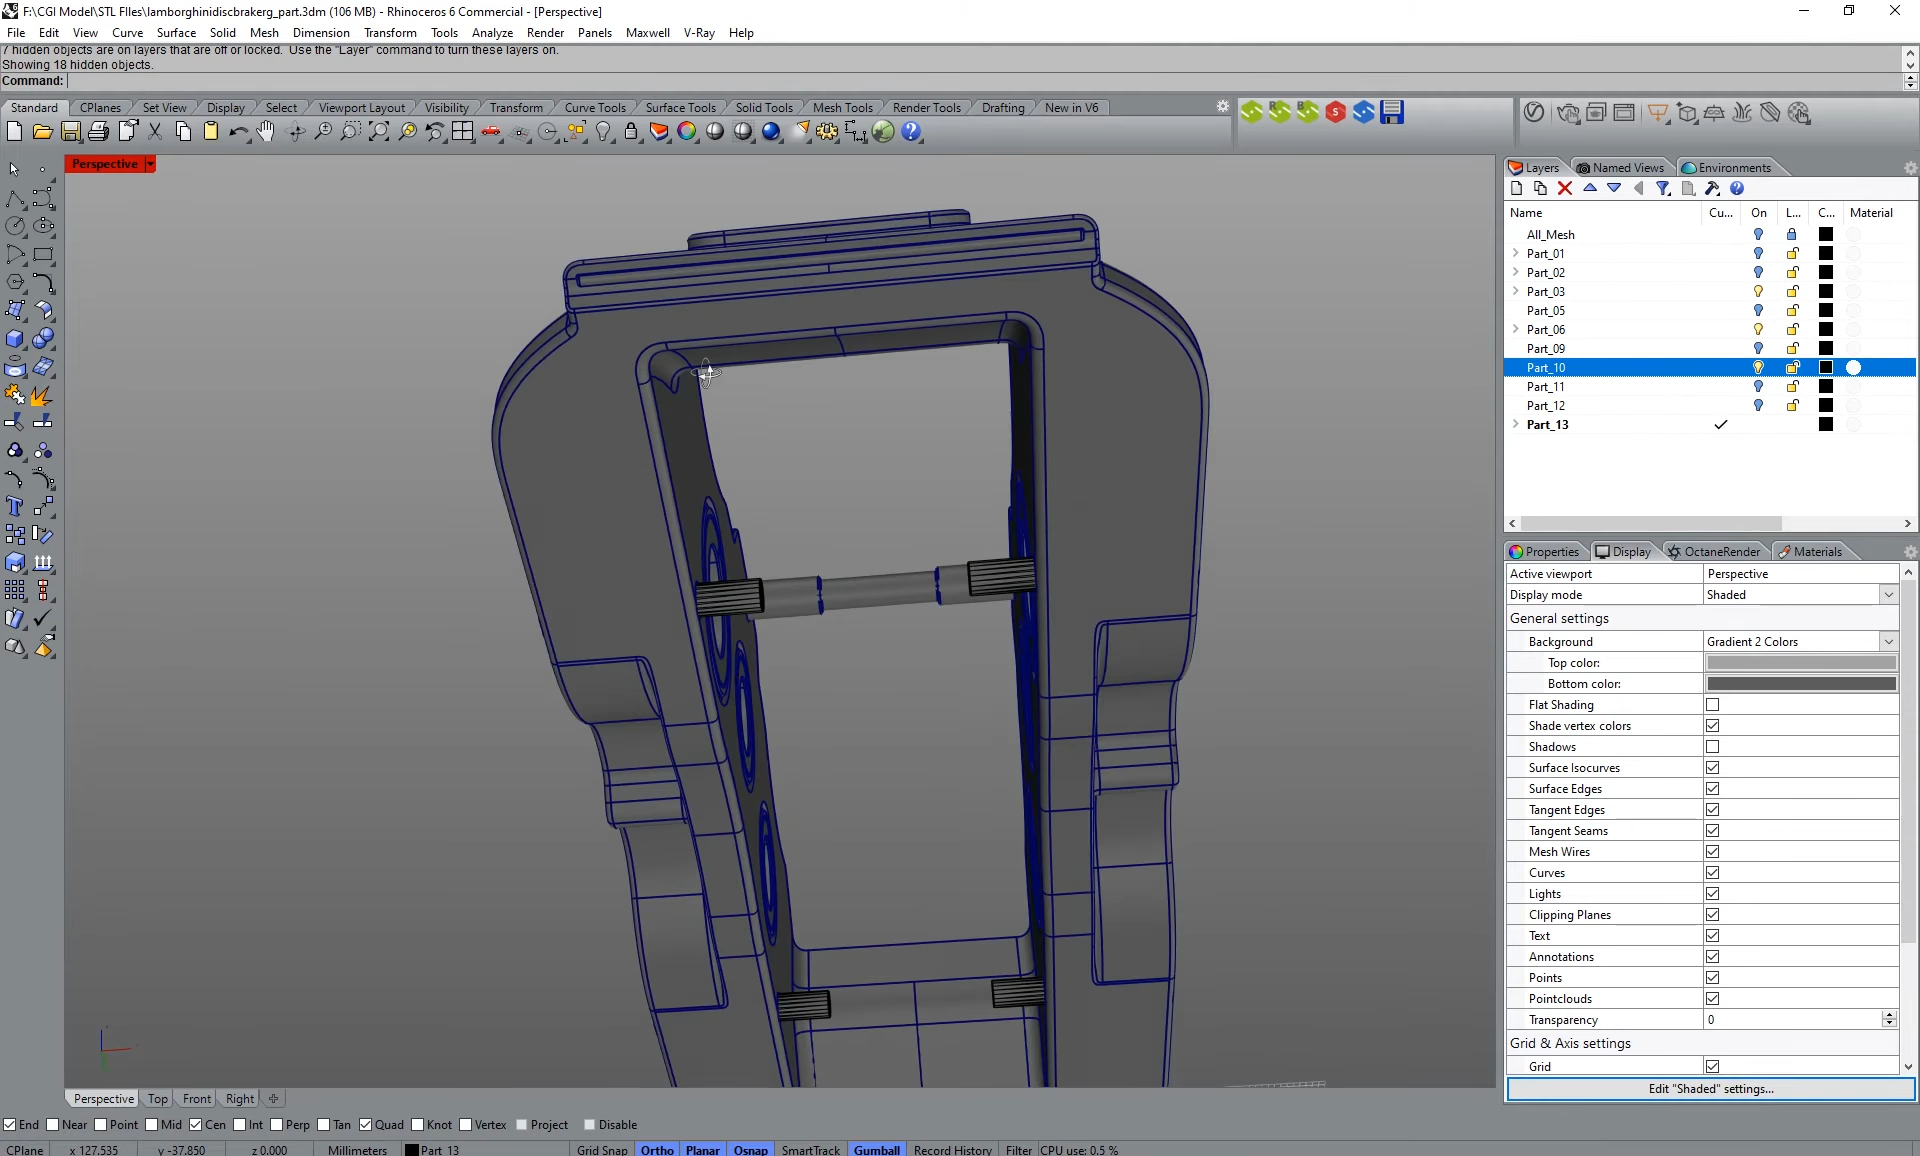 F:\CGI Model\STL FIles\lamborghinidiscbrakerg_part.3dm (106 MB) - Rhinoceros 6 Commercial - [Perspective]
File Edit View Curve Surface Solid Mesh Dimension Transform Tools Analyze Render Panels Maxwell V-Ray Help
7 hidden objects are on layers that are off or locked. Use the "Layer" command to turn these layers on.
Showing 18 hidden objects.
Command:
Standard CPlanes Set View Display Select Viewport Layout Visibility Transform Curve Tools Surface Tools Solid Tools Mesh Tools Render Tools Drafting New in V6
Perspective
Layers Named Views Environments
Name Cu... On L... C... Material
All_Mesh
Part_01
Part_02
Part_03
Part_05
Part_06
Part_09
Part_10
Part_11
Part_12
Part_13
Properties Display OctaneRender Materials
Active viewport Perspective
Display mode Shaded
General settings
Background Gradient 2 Colors
Top color:
Bottom color:
Flat Shading
Shade vertex colors
Shadows
Surface Isocurves
Surface Edges
Tangent Edges
Tangent Seams
Mesh Wires
Curves
Lights
Clipping Planes
Text
Annotations
Points
Pointclouds
Transparency 0
Grid & Axis settings
Grid
Edit "Shaded" settings...
Perspective Top Front Right
End Near Point Mid Cen Int Perp Tan Quad Knot Vertex Project Disable
CPlane x 127.535 y -37.850 z 0.000 Millimeters Part_13 Grid Snap Ortho Planar Osnap SmartTrack Gumball Record History Filter CPU use: 0.5 %